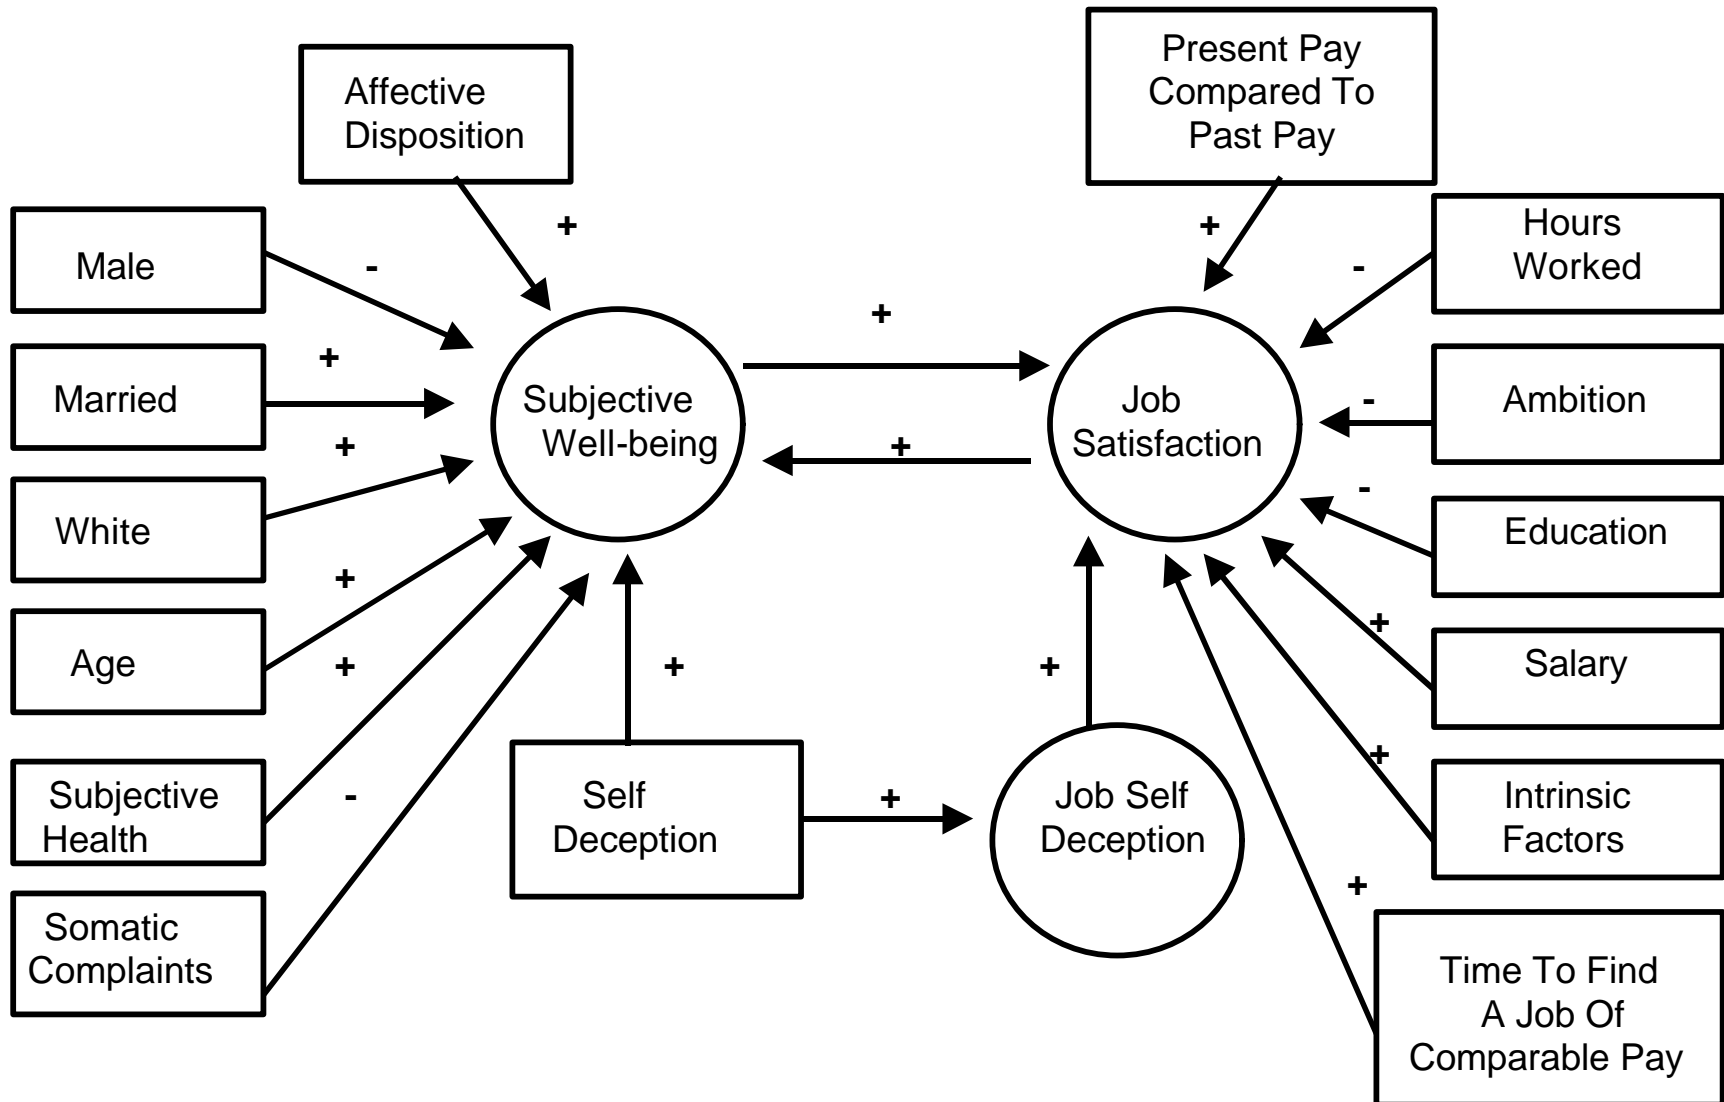 Affective
Disposition
Present Pay
Compared To
Past Pay
+
+
Male
-
-
Hours
Worked
+
+
Married
Subjective
Well-being
Job
Satisfaction
-
Ambition
+
+
White
-
Education
+
Age
+
+
+
+
Salary
Subjective
Health
-
Self
Deception
+
Job Self
Deception
+
Intrinsic
Factors
Somatic
Complaints
+
Time To Find
A Job Of
Comparable Pay